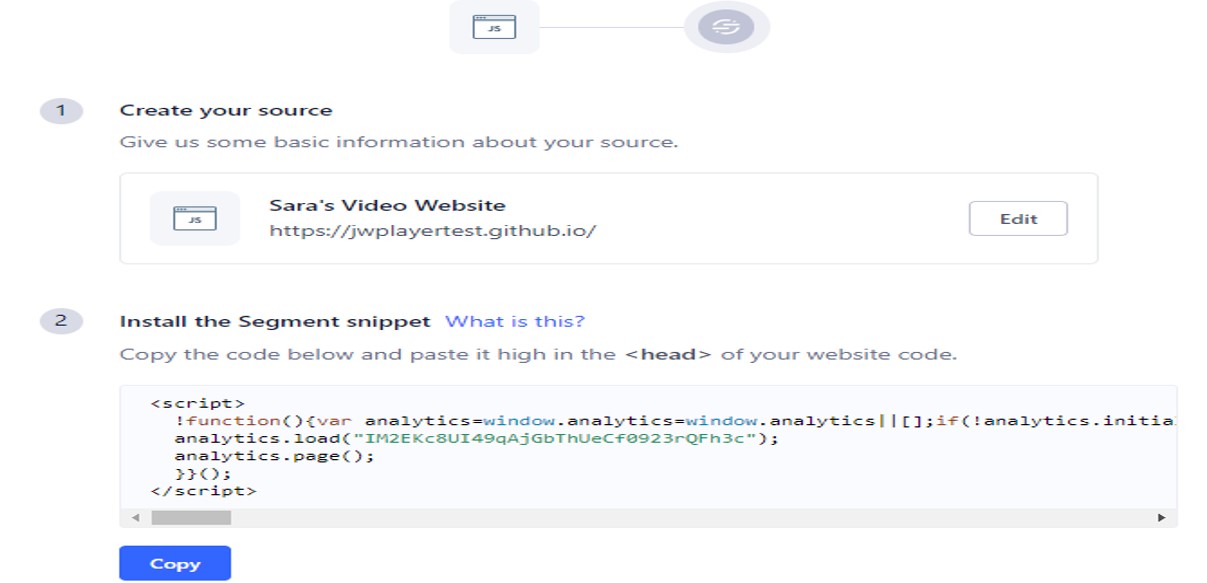 JS
1
Create your source
Give us some basic information about your source.
JS
Sara's Video Website
https://jwplayertest.github.io/
Edit
2
Install the Segment snippet What is this?
Copy the code below and paste it high in the <head> of your website code.
<script>
!function(){var analytics=window.analytics=window.analytics||[];if(!analytics.initia
analytics.load("IM2EKc8UI49qAjGbThUeCf0923rQFh3c");
analytics.page();
}}();
</script>
Copy